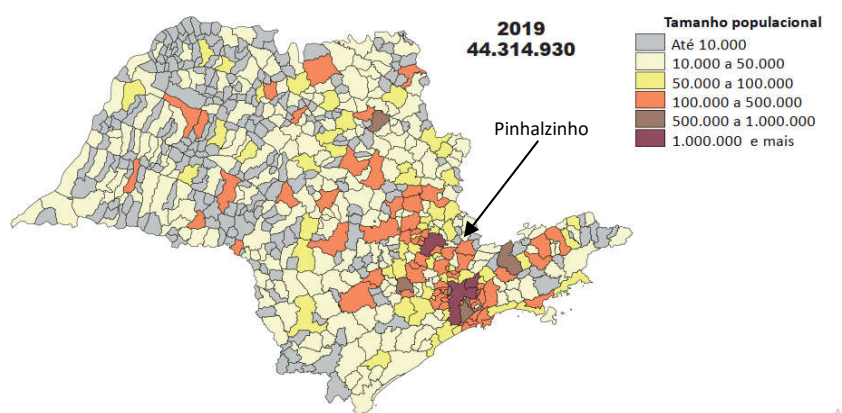 2019
44.314.930
Tamanho populacional
Até 10.000
10.000 a 50.000
50.000 a 100.000
100.000 a 500.000
500.000 a 1.000.000
1.000.000 e mais
Pinhalzinho